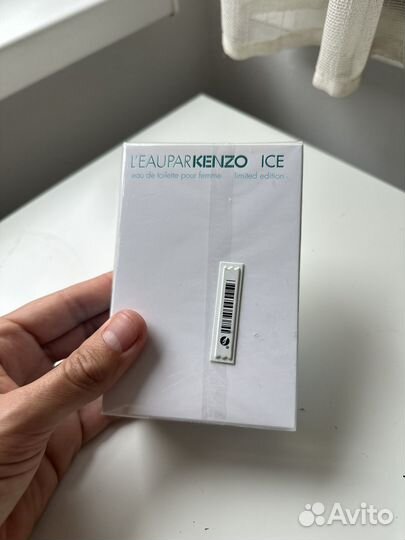 L'EAUPARKENZO ICE
eau de toilette pour femme limited edition
Avito